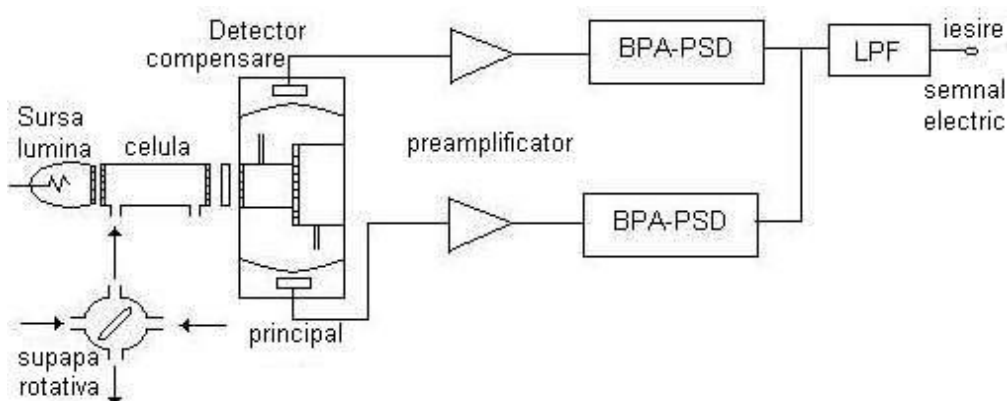 Detector
compensare
BPA-PSD
LPF
iesire
semnal
electric
Sursa
lumina
celula
preamplificator
BPA-PSD
principal
supapa
rotativa